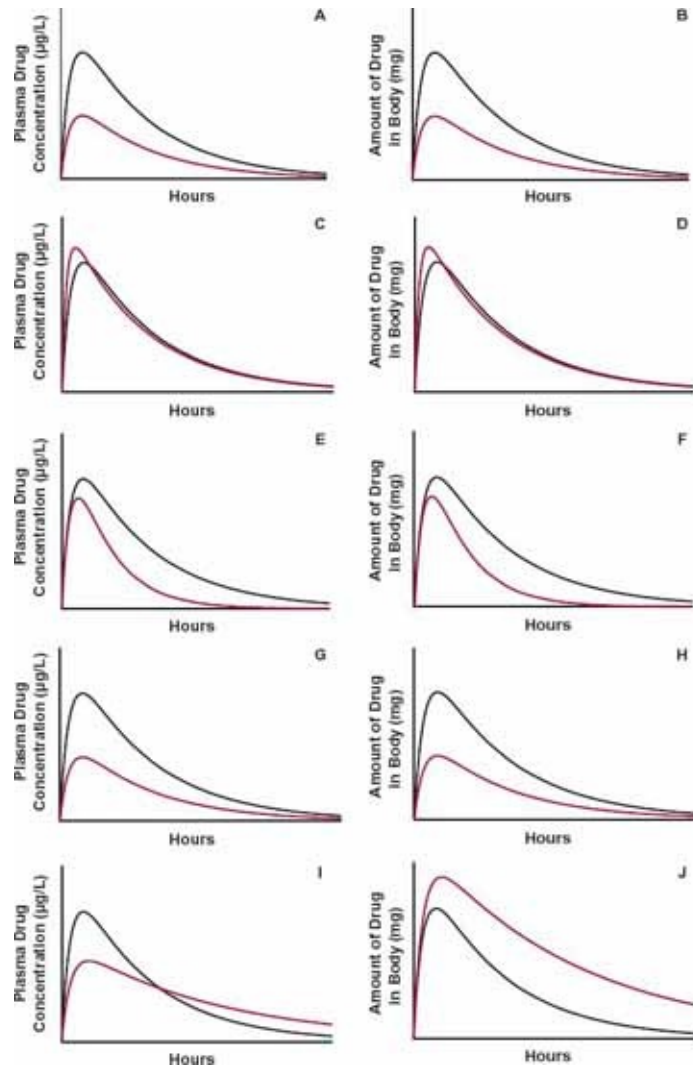 A
Plasma Drug
Concentration (µg/L)
Hours
B
Amount of Drug
In Body (mg)
Hours
C
Plasma Drug
Concentration (µg/L)
Hours
D
Amount of Drug
In Body (mg)
Hours
E
Plasma Drug
Concentration (µg/L)
Hours
F
Amount of Drug
In Body (mg)
Hours
G
Plasma Drug
Concentration (µg/L)
Hours
H
Amount of Drug
In Body (mg)
Hours
I
Plasma Drug
Concentration (µg/L)
Hours
J
Amount of Drug
In Body (mg)
Hours